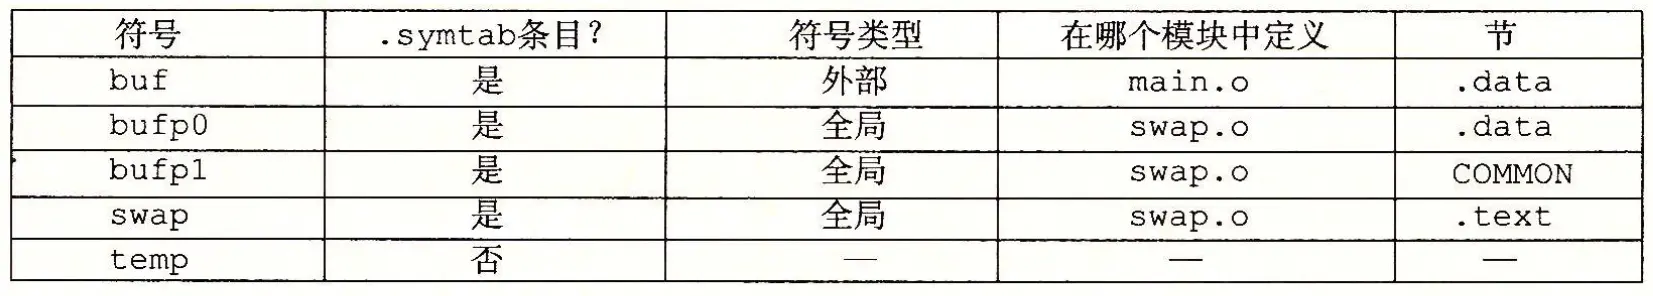 符号 .symtab条目？ 符号类型 在哪个模块中定义 节
buf 是 外部 main.o .data
bufp0 是 全局 swap.o .data
bufp1 是 全局 swap.o COMMON
swap 是 全局 swap.o .text
temp 否 — — —